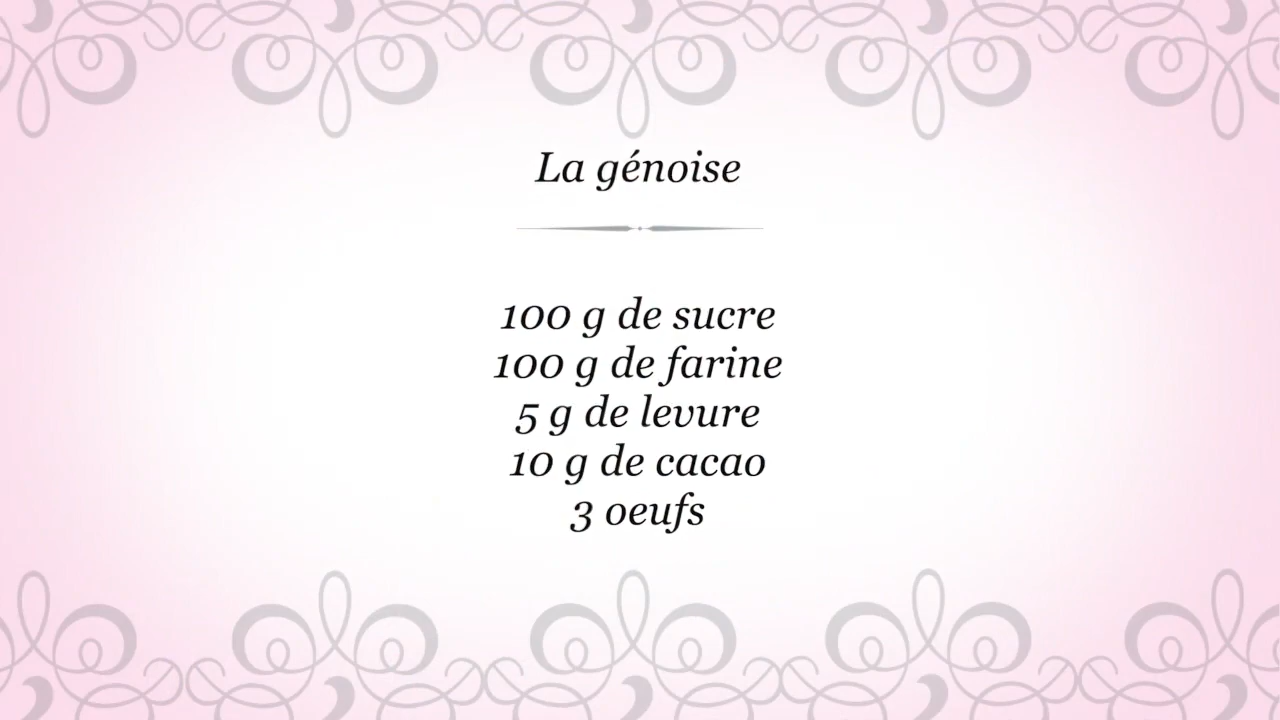 La génoise
100 g de sucre
100 g de farine
5 g de levure
10 g de cacao
3 oeufs